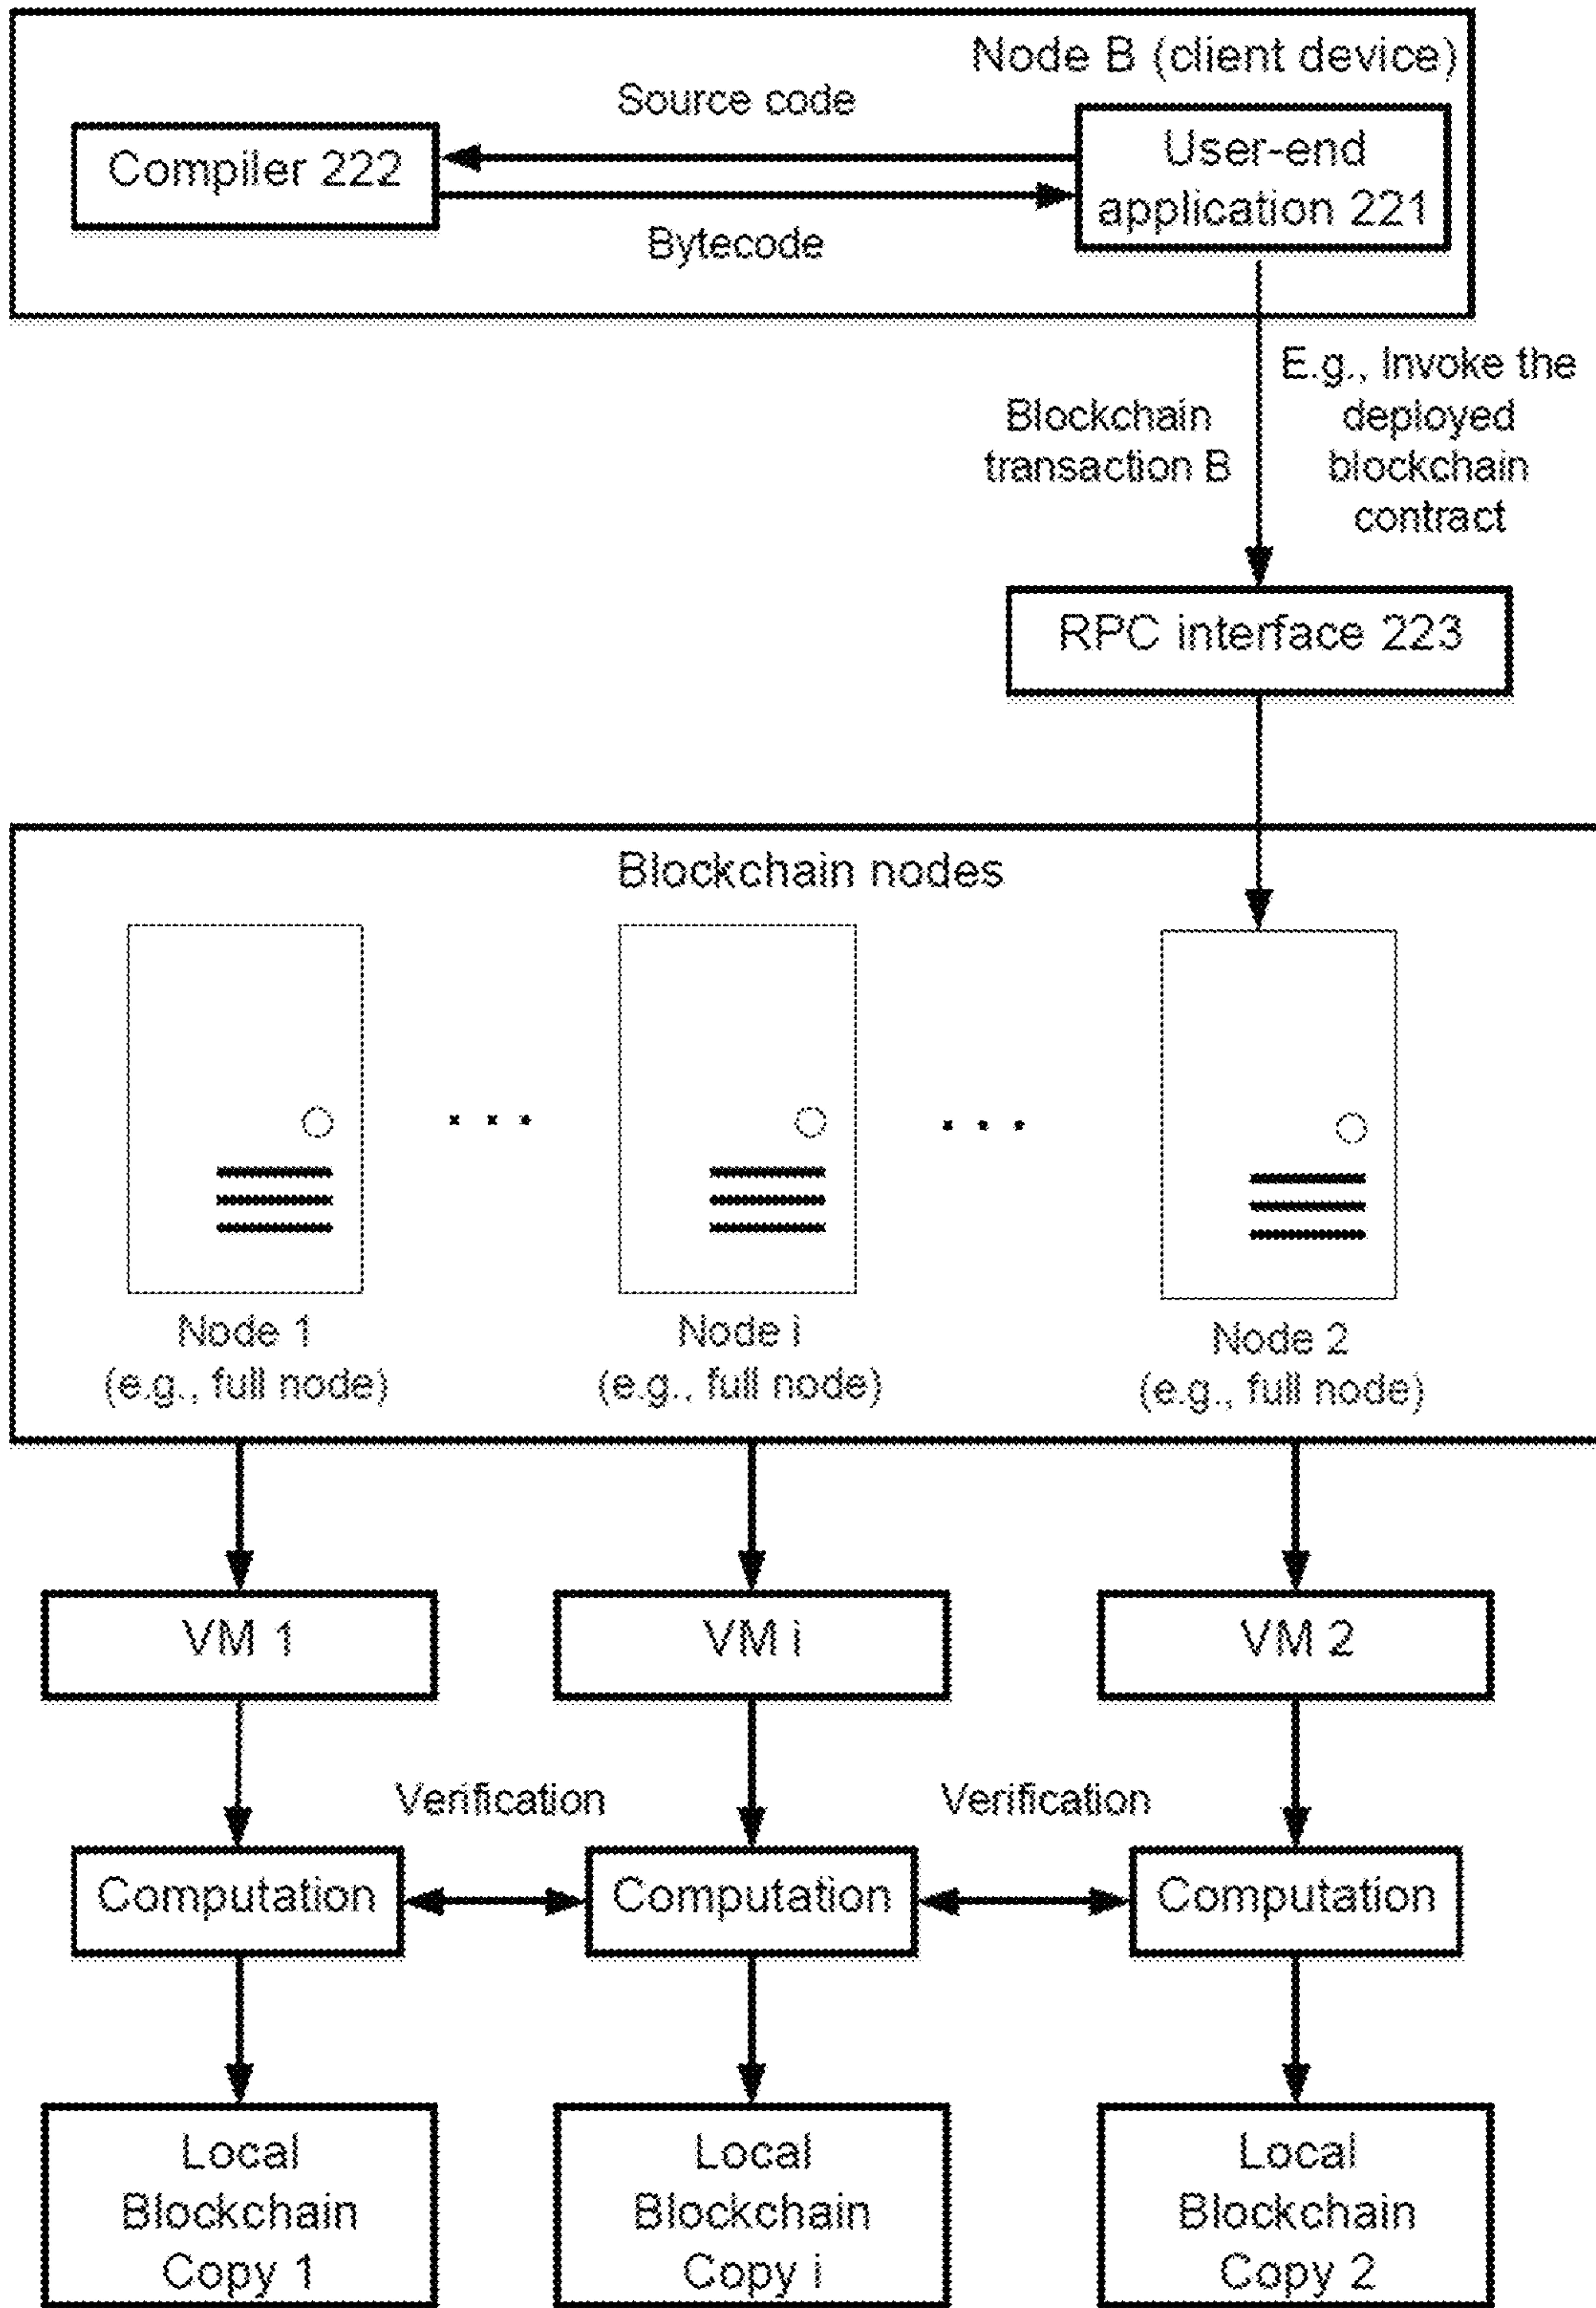 Node B (client device)
Source code
Compiler 222
User-end
application 221
Bytecode
E.g., Invoke the
deployed
blockchain
contract
Blockchain
transaction B
RPC interface 223
Blockchain nodes
. . .
. . .
Node 1
(e.g., full node)
Node i
(e.g., full node)
Node 2
(e.g., full node)
VM 1
VM i
VM 2
Verification
Verification
Computation
Computation
Computation
Local
Blockchain
Copy 1
Local
Blockchain
Copy i
Local
Blockchain
Copy 2